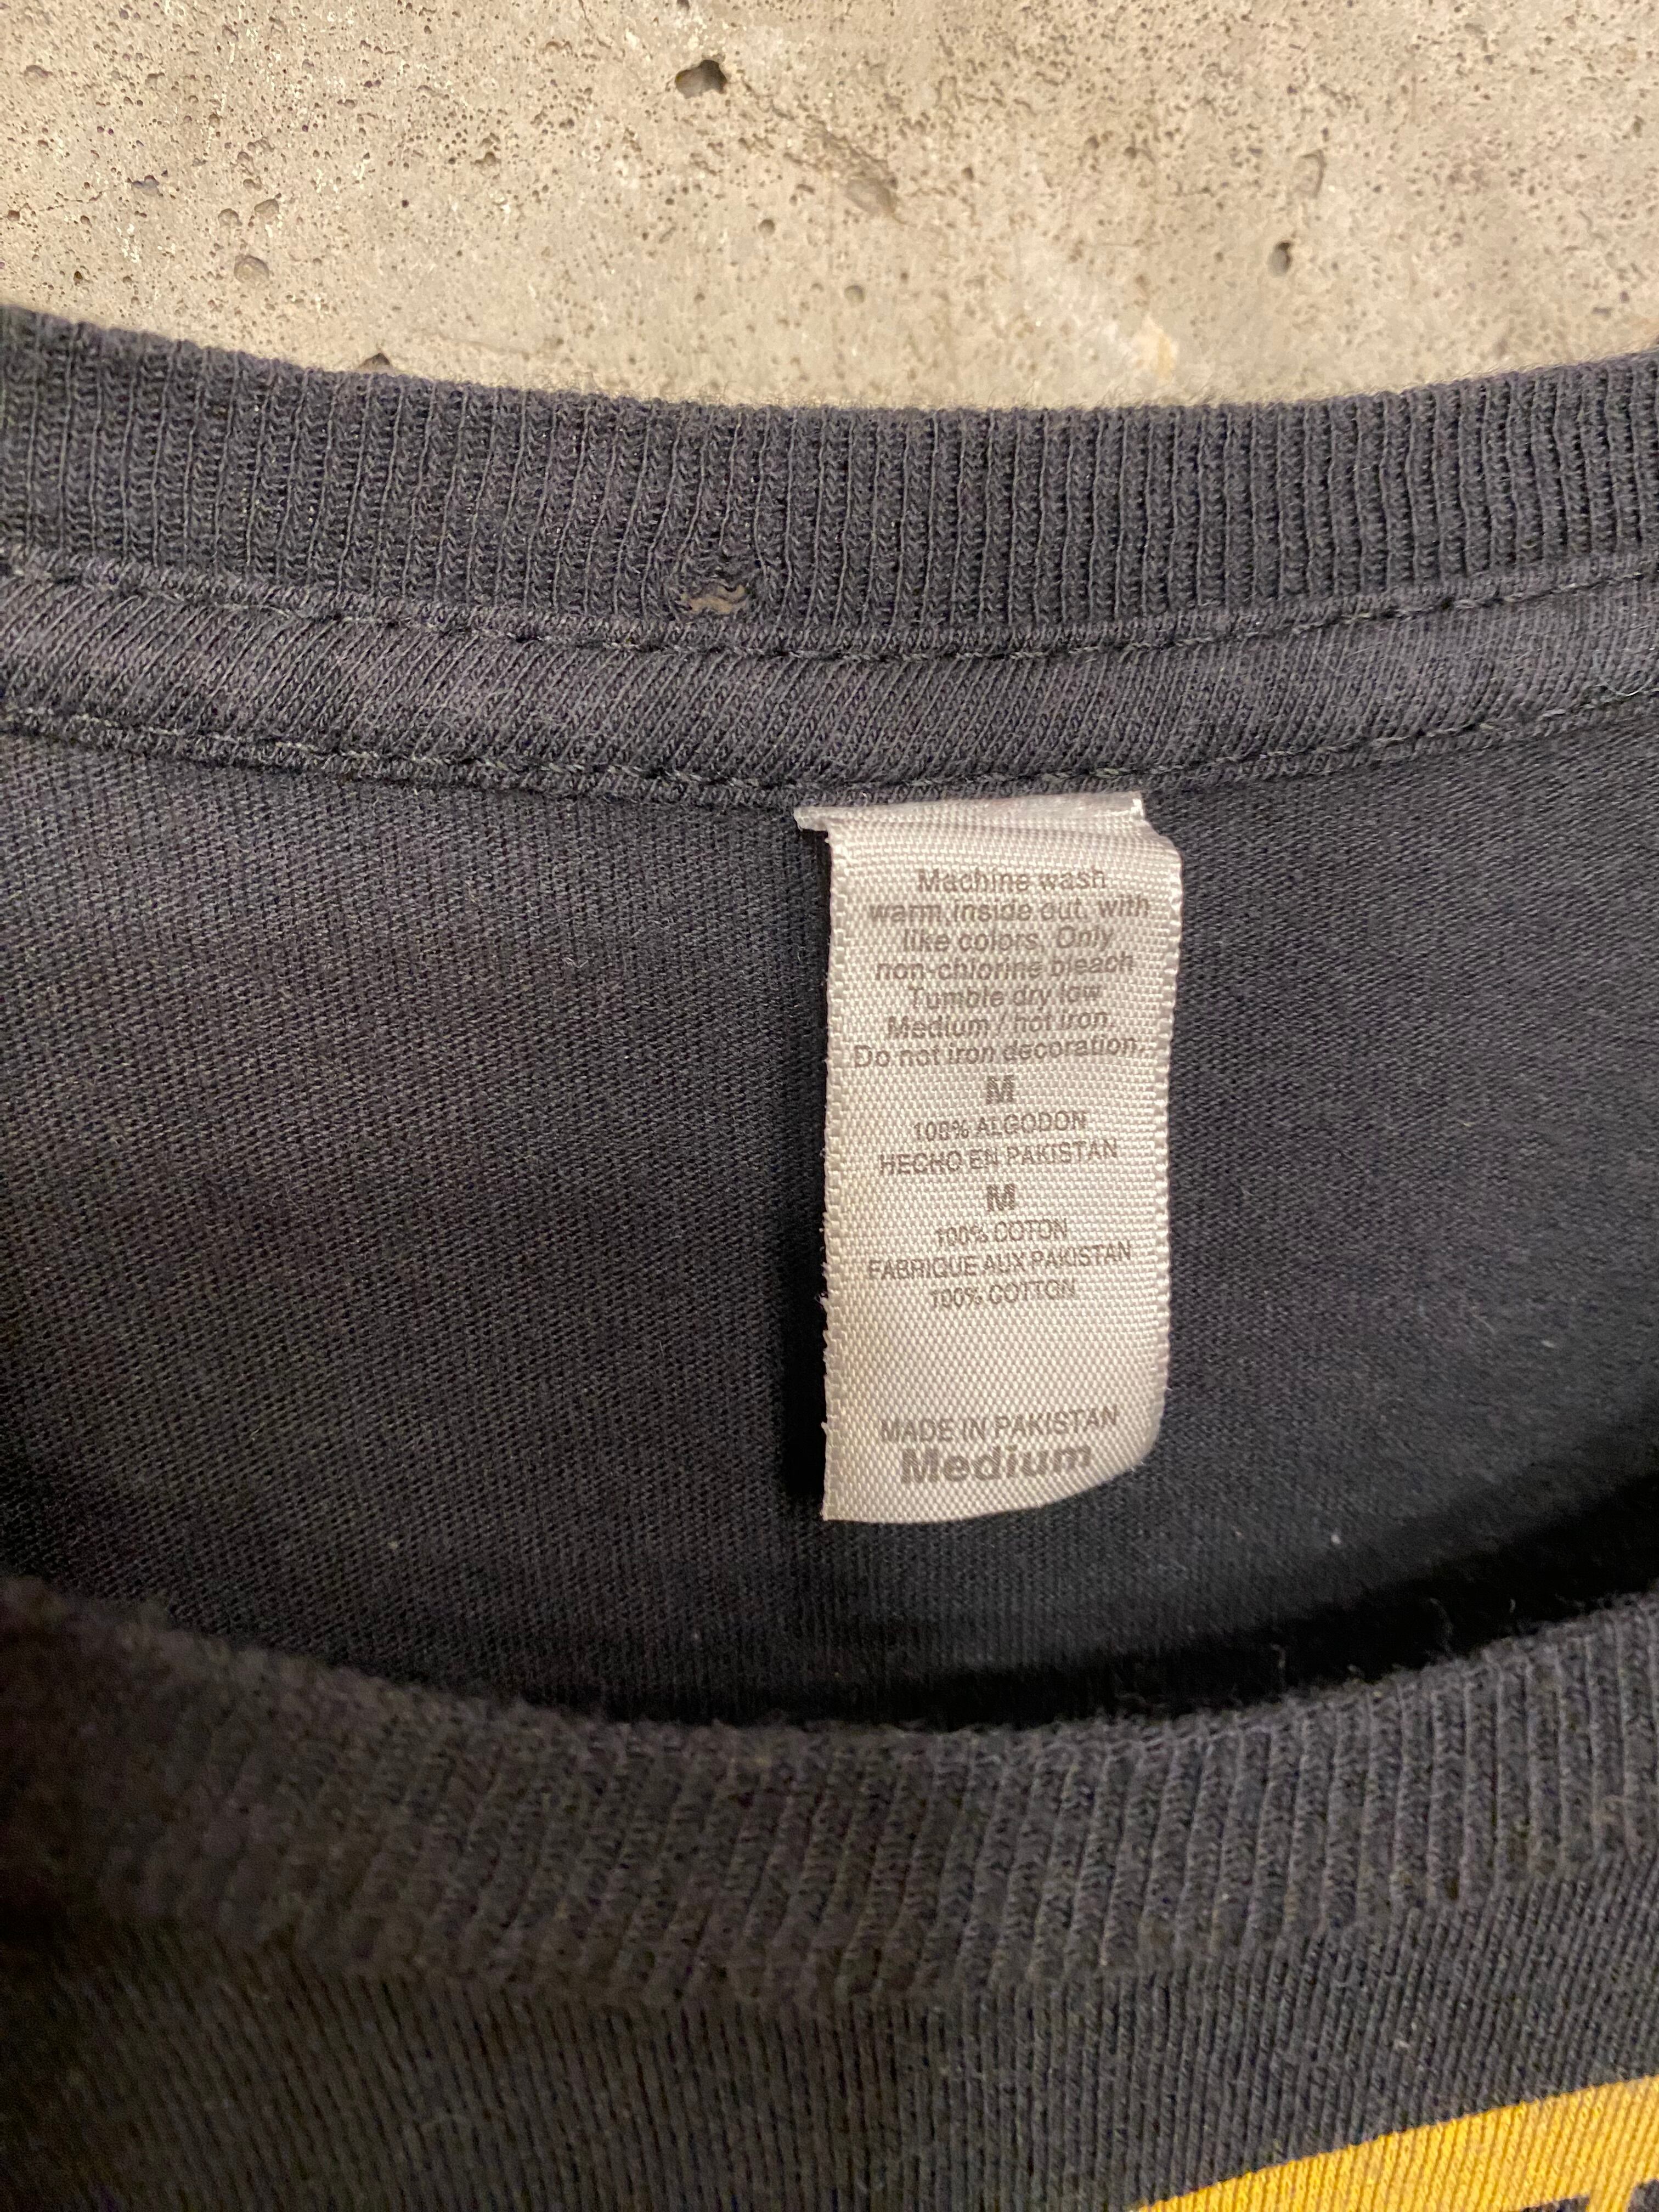 Machine wash
warm, inside out, with
like colors. Only
non-chlorine bleach
Tumble dry low
Medium / hot iron.
Do not iron decoration.
M
100% ALGODON
HECHO EN PAKISTAN
M
100% COTON
FABRIQUE AUX PAKISTAN
100% COTTON
MADE IN PAKISTAN
Medium